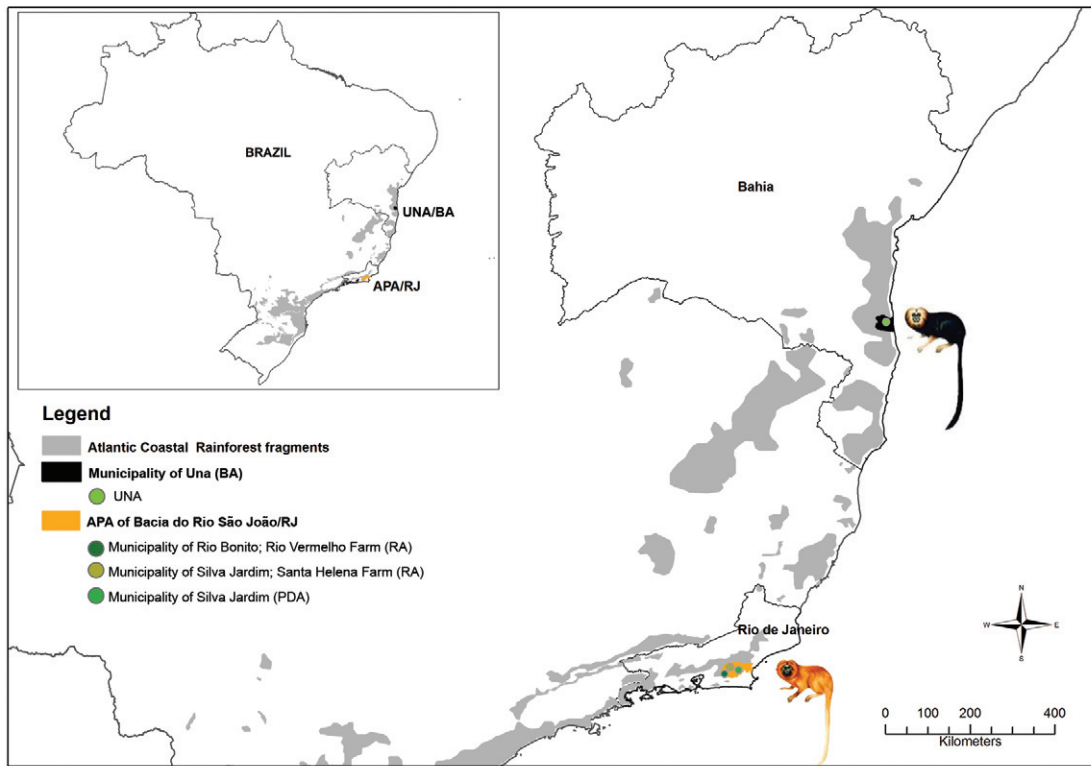 BRAZIL
UNA/BA
APA/RJ
Bahia
Legend
Atlantic Coastal Rainforest fragments
Municipality of Una (BA)
UNA
APA of Bacia do Rio São João/RJ
Municipality of Rio Bonito; Rio Vermelho Farm (RA)
Municipality of Silva Jardim; Santa Helena Farm (RA)
Municipality of Silva Jardim (PDA)
Rio de Janeiro
N
W E
S
0 100 200 400
Kilometers